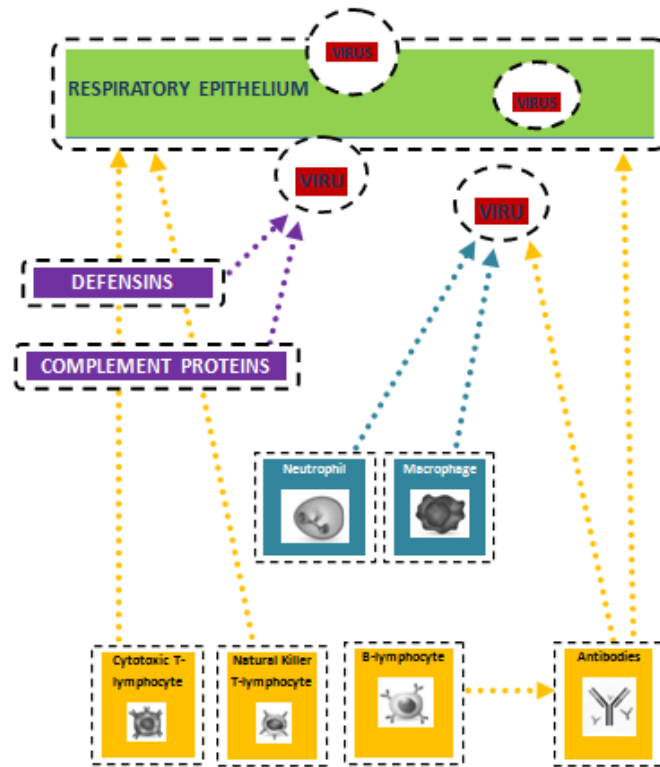 VIRUS
RESPIRATORY EPITHELIUM
VIRUS
VIRU
VIRU
DEFENSINS
COMPLEMENT PROTEINS
Neutrophil
Macrophage
Cytotoxic T-
lymphocyte
Natural Killer
T-lymphocyte
B-lymphocyte
Antibodies